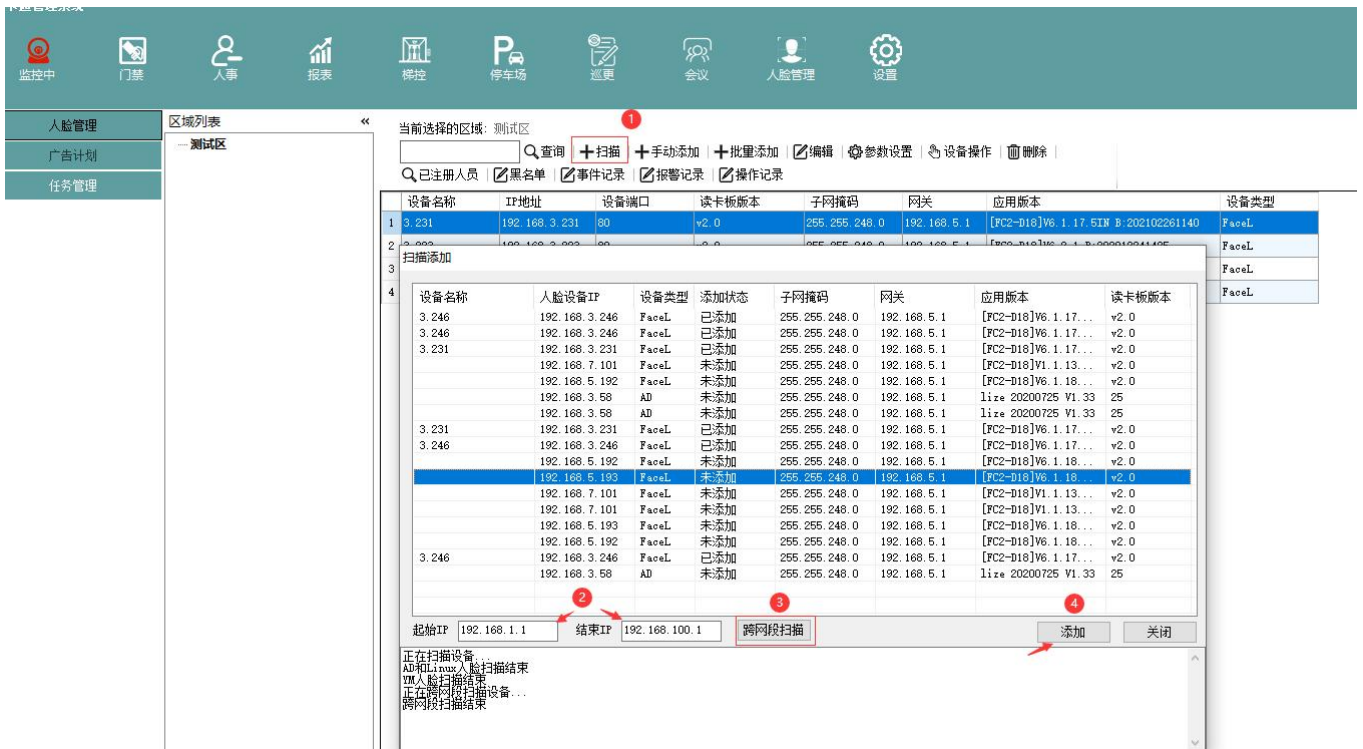 卡通管理系统
监控中 门禁 人事 报表 梯控 停车场 巡更 会议 人脸管理 设置
人脸管理
广告计划
任务管理
区域列表 «
测试区
当前选择的区域: 测试区
1
查询 扫描 手动添加 批量添加 编辑 参数设置 设备操作 删除
已注册人员 黑名单 事件记录 报警记录 操作记录
设备名称 IP地址 设备端口 读卡板版本 子网掩码 网关 应用版本 设备类型
1 3.231 192.168.3.231 80 v2.0 255.255.248.0 192.168.5.1 [FC2-D18]V6.1.17.5IN B:202102261140 FaceL
2 FaceL
3 FaceL
4 FaceL
扫描添加
设备名称 人脸设备IP 设备类型 添加状态 子网掩码 网关 应用版本 读卡板版本
3.246 192.168.3.246 FaceL 已添加 255.255.248.0 192.168.5.1 [FC2-D18]V6.1.17... v2.0
3.246 192.168.3.246 FaceL 已添加 255.255.248.0 192.168.5.1 [FC2-D18]V6.1.17... v2.0
3.231 192.168.3.231 FaceL 已添加 255.255.248.0 192.168.5.1 [FC2-D18]V6.1.17... v2.0
192.168.7.101 FaceL 未添加 255.255.248.0 192.168.5.1 [FC2-D18]V1.1.13... v2.0
192.168.5.192 FaceL 未添加 255.255.248.0 192.168.5.1 [FC2-D18]V6.1.18... v2.0
192.168.3.58 AD 未添加 255.255.248.0 192.168.5.1 lize 20200725 V1.33 25
192.168.3.58 AD 未添加 255.255.248.0 192.168.5.1 lize 20200725 V1.33 25
3.231 192.168.3.231 FaceL 已添加 255.255.248.0 192.168.5.1 [FC2-D18]V6.1.17... v2.0
3.246 192.168.3.246 FaceL 已添加 255.255.248.0 192.168.5.1 [FC2-D18]V6.1.17... v2.0
192.168.5.192 FaceL 未添加 255.255.248.0 192.168.5.1 [FC2-D18]V6.1.18... v2.0
192.168.5.193 FaceL 未添加 255.255.248.0 192.168.5.1 [FC2-D18]V6.1.18... v2.0
192.168.7.101 FaceL 未添加 255.255.248.0 192.168.5.1 [FC2-D18]V1.1.13... v2.0
192.168.7.101 FaceL 未添加 255.255.248.0 192.168.5.1 [FC2-D18]V1.1.13... v2.0
192.168.5.193 FaceL 未添加 255.255.248.0 192.168.5.1 [FC2-D18]V6.1.18... v2.0
192.168.5.192 FaceL 未添加 255.255.248.0 192.168.5.1 [FC2-D18]V6.1.18... v2.0
3.246 192.168.3.246 FaceL 已添加 255.255.248.0 192.168.5.1 [FC2-D18]V6.1.17... v2.0
192.168.3.58 AD 未添加 255.255.248.0 192.168.5.1 lize 20200725 V1.33 25
2 3 4
起始IP 192.168.1.1 结束IP 192.168.100.1 跨网段扫描 添加 关闭
正在扫描设备...
AD和Linux人脸扫描结束
YM人脸扫描结束
正在跨网段扫描设备...
跨网段扫描结束